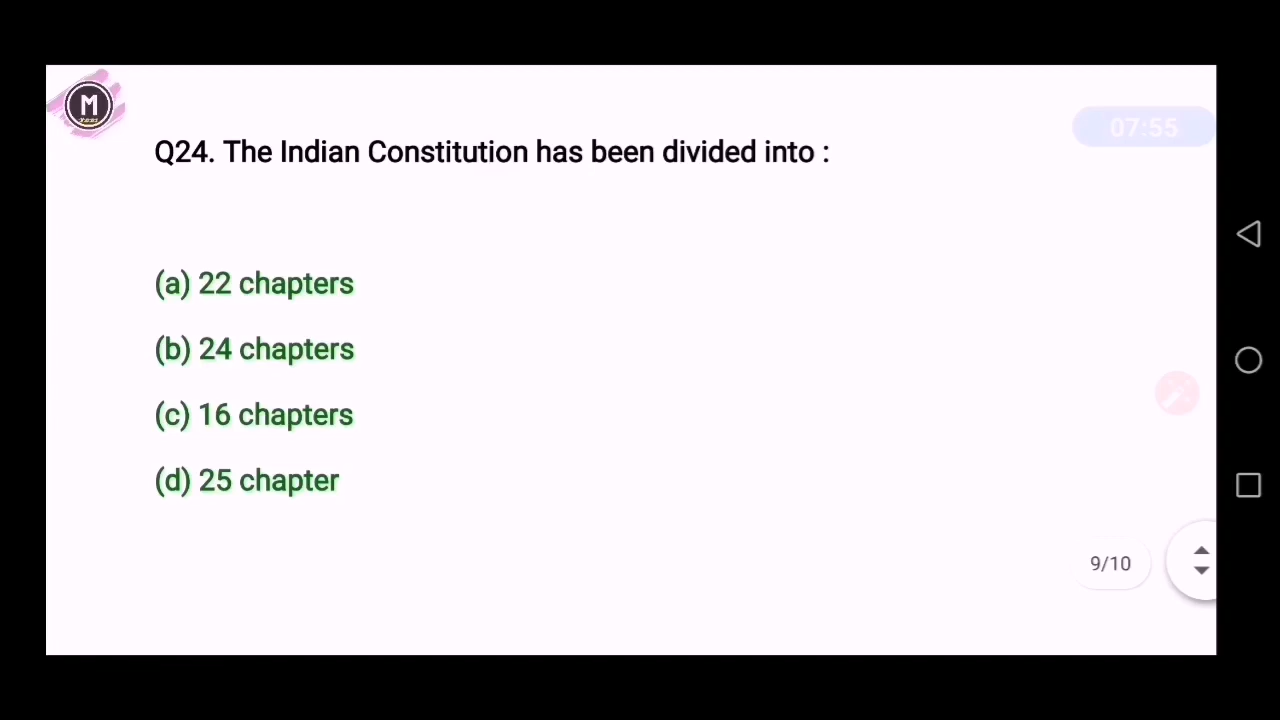 M
Q24. The Indian Constitution has been divided into :
07:55
(a) 22 chapters
(b) 24 chapters
(c) 16 chapters
(d) 25 chapter
9/10